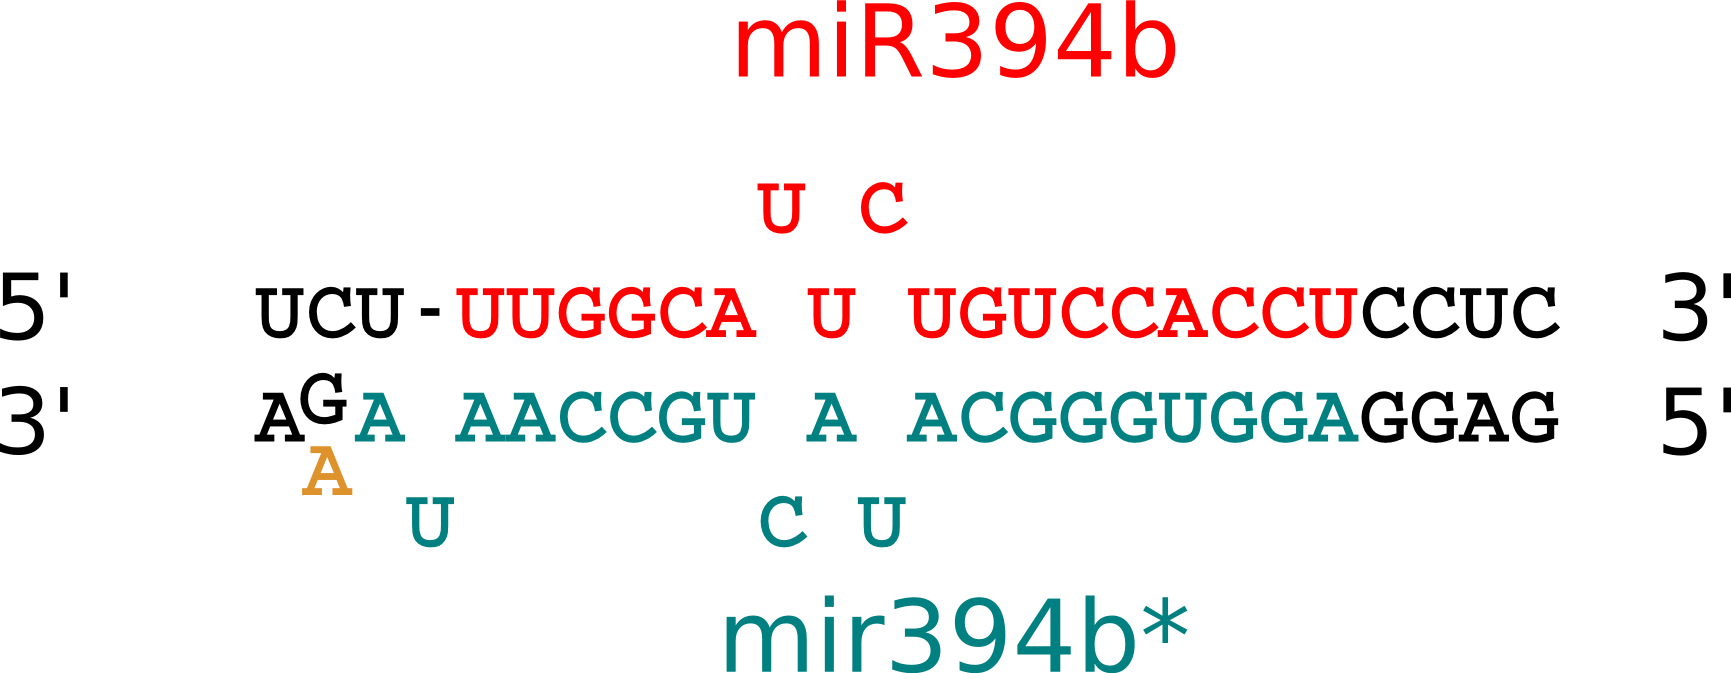 miR394b
U C
5' UCU-UUGGCA U UGUCCACCUCCUC 3'
3' AGA AACCGU A ACGGGUGGAGGAG 5'
A
U C U
mir394b*